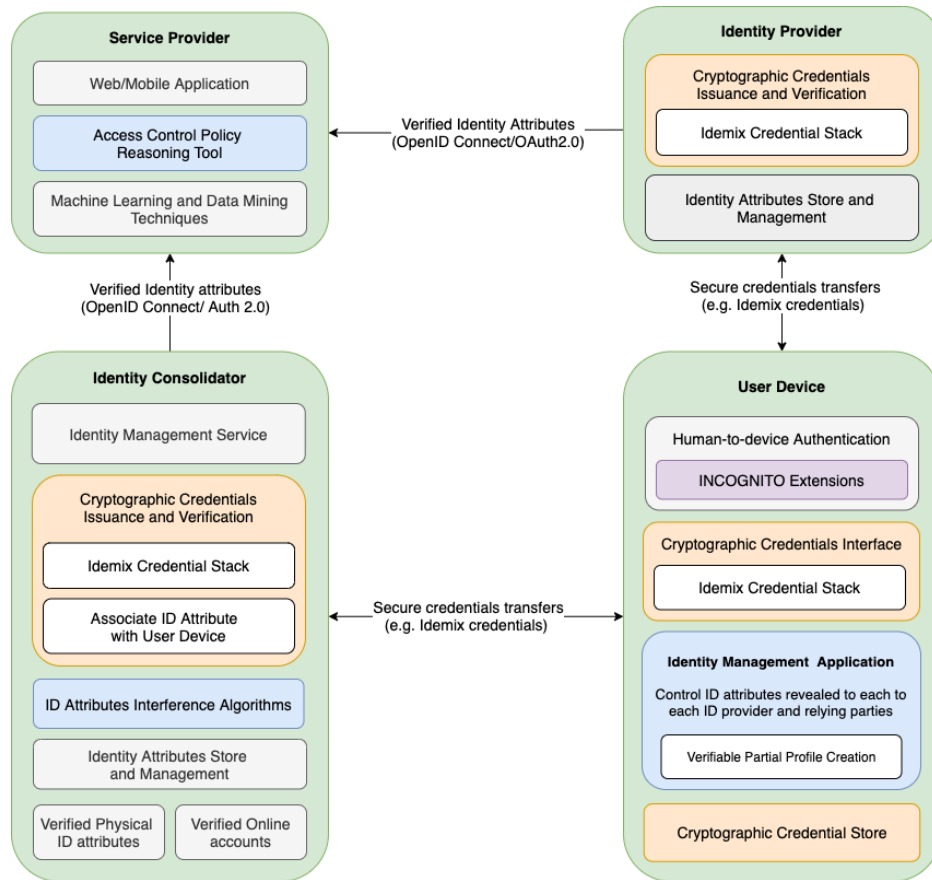 Service Provider
Web/Mobile Application
Access Control Policy
Reasoning Tool
Machine Learning and Data Mining
Techniques
Verified Identity Attributes
(OpenID Connect/OAuth2.0)
Identity Provider
Cryptographic Credentials
Issuance and Verification
Idemix Credential Stack
Identity Attributes Store and
Management
Verified Identity attributes
(OpenID Connect/ Auth 2.0)
Secure credentials transfers
(e.g. Idemix credentials)
Identity Consolidator
Identity Management Service
Cryptographic Credentials
Issuance and Verification
Idemix Credential Stack
Associate ID Attribute
with User Device
ID Attributes Interference Algorithms
Identity Attributes Store
and Management
Verified Physical
ID attributes
Verified Online
accounts
Secure credentials transfers
(e.g. Idemix credentials)
User Device
Human-to-device Authentication
INCOGNITO Extensions
Cryptographic Credentials Interface
Idemix Credential Stack
Identity Management Application
Control ID attributes revealed to each to
each ID provider and relying parties
Verifiable Partial Profile Creation
Cryptographic Credential Store